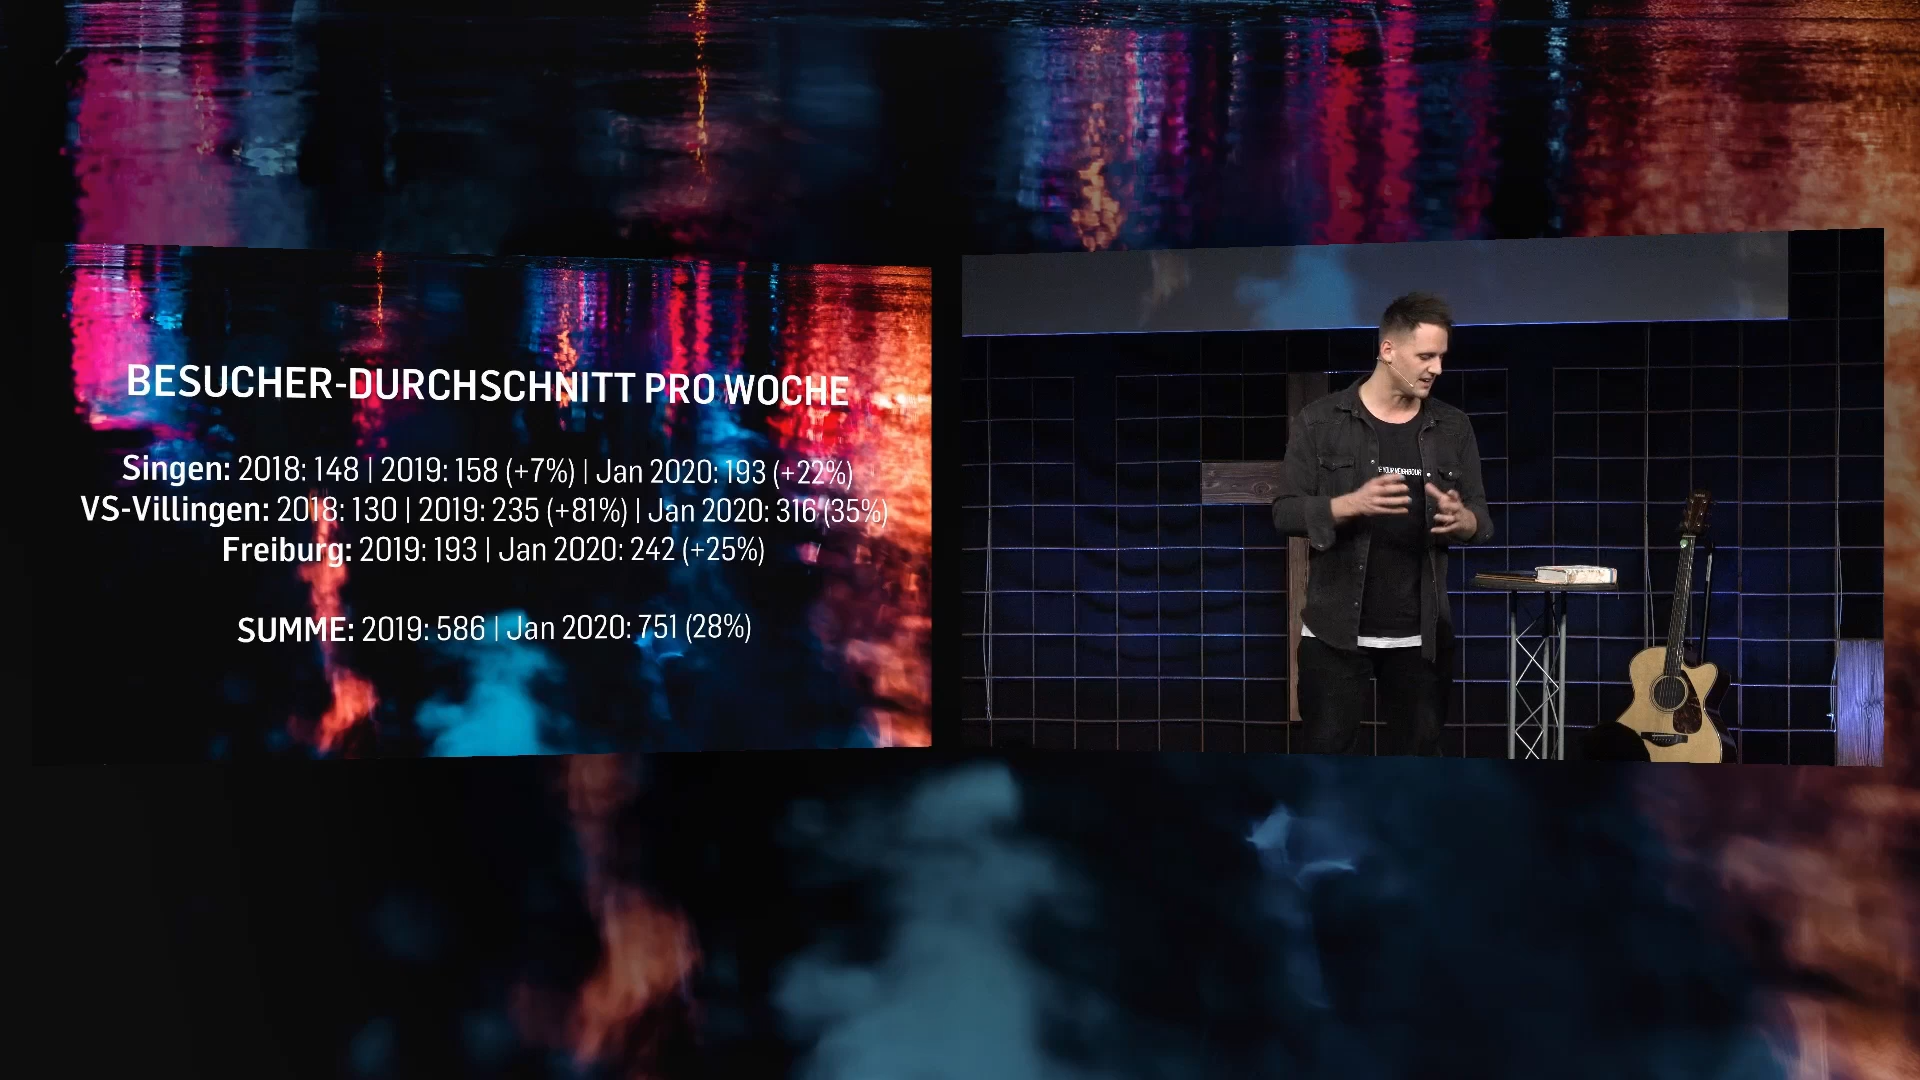 BESUCHER-DURCHSCHNITT PRO WOCHE
Singen: 2018: 148 | 2019: 158 (+7%) | Jan 2020: 193 (+22%)
VS-Villingen: 2018: 130 | 2019: 235 (+81%) | Jan 2020: 316 (35%)
Freiburg: 2019: 193 | Jan 2020: 242 (+25%)
SUMME: 2019: 586 | Jan 2020: 751 (28%)
YOUR NEIGHBOUR